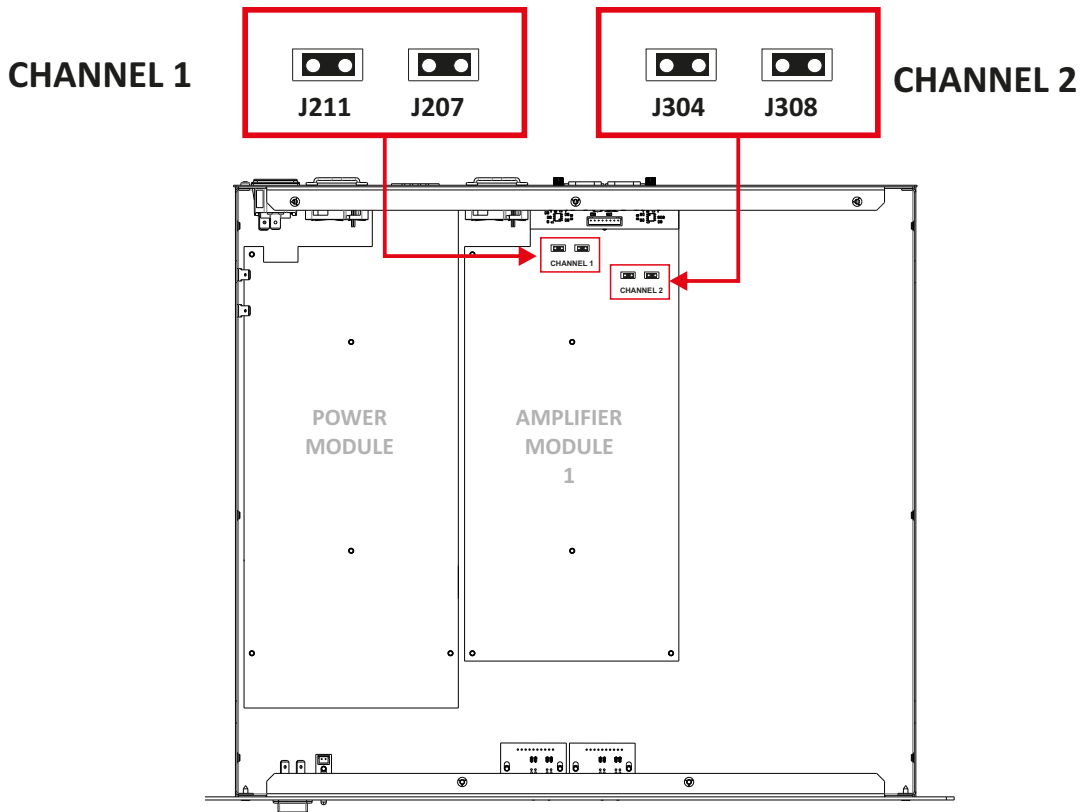 CHANNEL 1
J211 J207
J304 J308
CHANNEL 2
CHANNEL 1
CHANNEL 2
POWER
MODULE
AMPLIFIER
MODULE
1